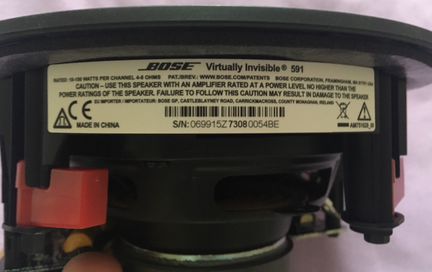 BOSE Virtually Invisible® 591
RATED: 10-100 WATTS PER CHANNEL 4-8 OHMS PAT./BREV.: WWW.BOSE.COM/PATENTS BOSE CORPORATION, FRAMINGHAM, MA 01701-USA
CAUTION – USE THIS SPEAKER WITH AN AMPLIFIER RATED AT A POWER LEVEL NO HIGHER THAN THE
POWER RATINGS OF THE SPEAKER. FAILURE TO FOLLOW THIS CAUTION MAY RESULT IN DAMAGE TO THE SPEAKER
EU IMPORTER / IMPORTATEUR: BOSE GP, CASTLEBLAYNEY ROAD, CARRICKMACROSS, COUNTY MONAGHAN, IRELAND
CE MADE IN CHINA
S/N: 069915Z73080054BE